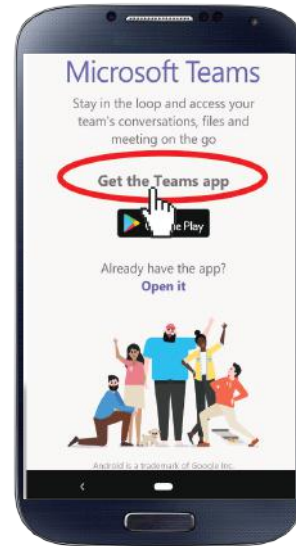 Microsoft Teams
Stay in the loop and access your
team's conversations, files and
meeting on the go
Get the Teams app
Play
Already have the app?
Open it
Android is a trademark of Google Inc.